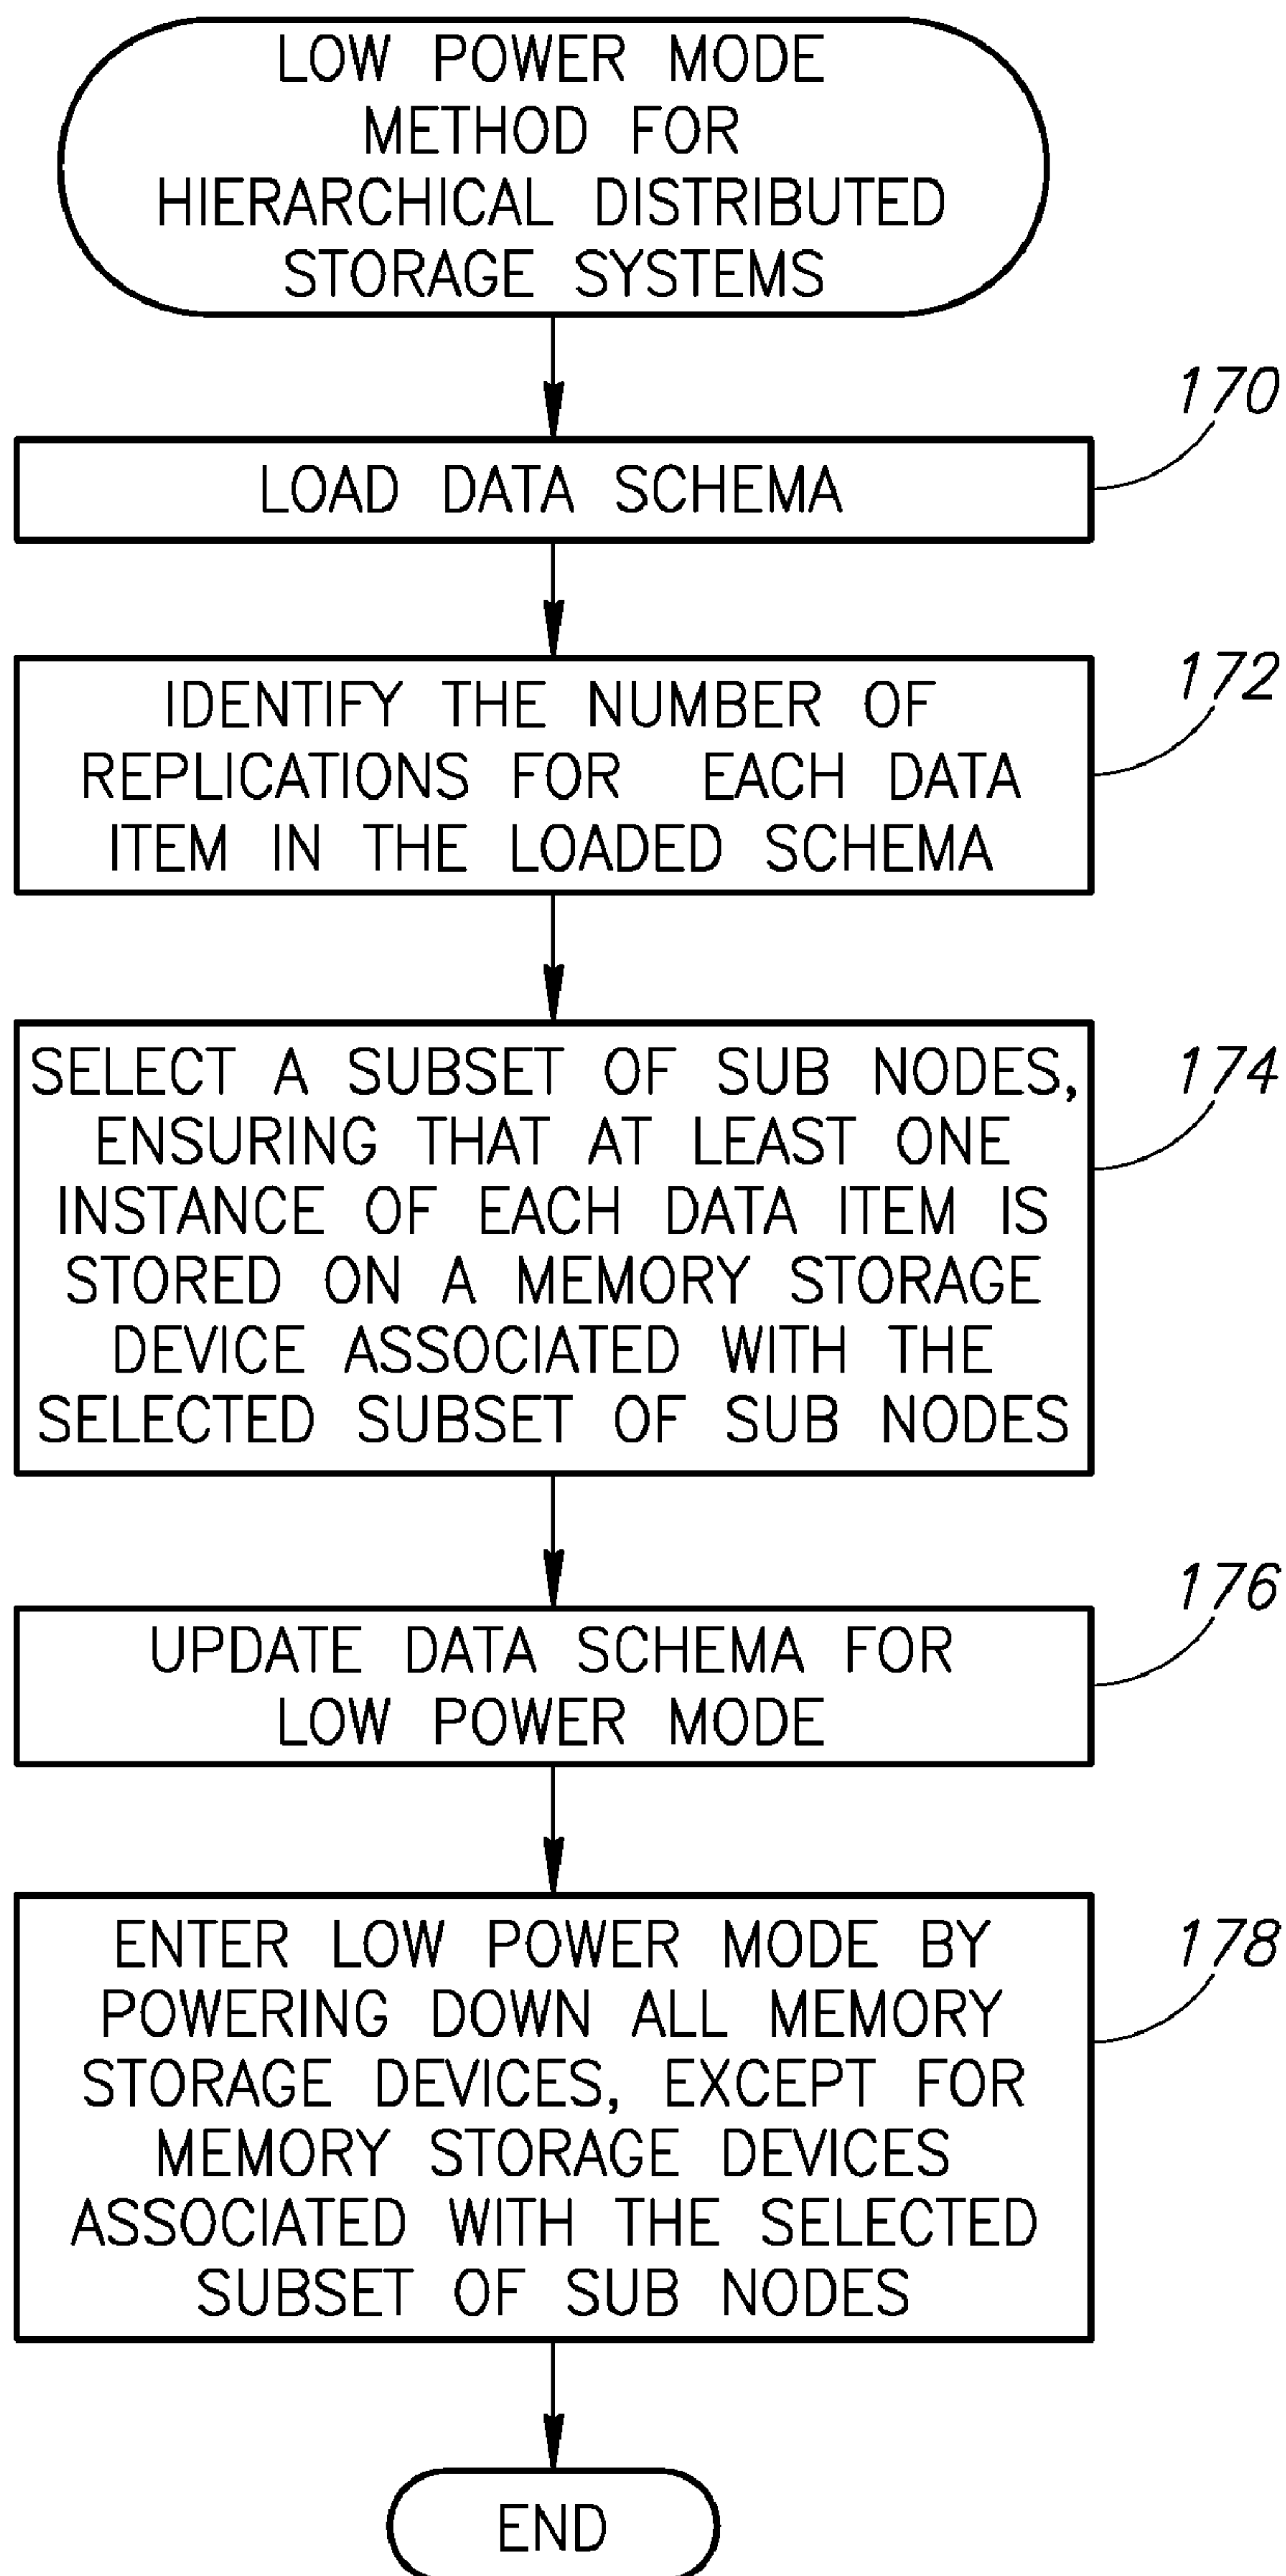 LOW POWER MODE
METHOD FOR
HIERARCHICAL DISTRIBUTED
STORAGE SYSTEMS
170
LOAD DATA SCHEMA
172
IDENTIFY THE NUMBER OF
REPLICATIONS FOR EACH DATA
ITEM IN THE LOADED SCHEMA
174
SELECT A SUBSET OF SUB NODES,
ENSURING THAT AT LEAST ONE
INSTANCE OF EACH DATA ITEM IS
STORED ON A MEMORY STORAGE
DEVICE ASSOCIATED WITH THE
SELECTED SUBSET OF SUB NODES
176
UPDATE DATA SCHEMA FOR
LOW POWER MODE
178
ENTER LOW POWER MODE BY
POWERING DOWN ALL MEMORY
STORAGE DEVICES, EXCEPT FOR
MEMORY STORAGE DEVICES
ASSOCIATED WITH THE SELECTED
SUBSET OF SUB NODES
END